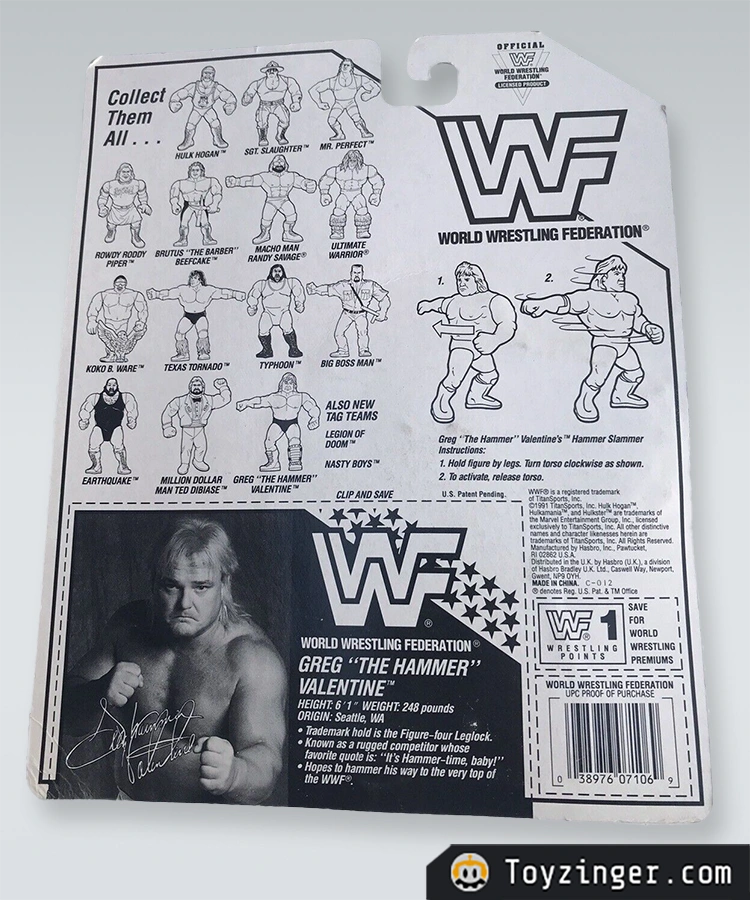 Collect
Them
All . . .
HULK HOGAN™
SGT. SLAUGHTER™
MR. PERFECT™
ROWDY RODDY
PIPER™
BRUTUS "THE BARBER"
BEEFCAKE™
MACHO MAN
RANDY SAVAGE®
ULTIMATE
WARRIOR®
KOKO B. WARE™
TEXAS TORNADO™
TYPHOON™
BIG BOSS MAN™
EARTHQUAKE™
MILLION DOLLAR
MAN TED DIBIASE™
GREG "THE HAMMER"
VALENTINE™
ALSO NEW
TAG TEAMS
LEGION OF
DOOM™
NASTY BOYS™
CLIP AND SAVE
OFFICIAL
WF
WORLD WRESTLING
FEDERATION®
LICENSED PRODUCT
WF®
WORLD WRESTLING FEDERATION®
1.
2.
Greg "The Hammer" Valentine's™ Hammer Slammer
Instructions:
1. Hold figure by legs. Turn torso clockwise as shown.
2. To activate, release torso.
U.S. Patent Pending.
WWF® is a registered trademark
of TitanSports, Inc.
©1991 TitanSports, Inc. Hulk Hogan™,
Hulkamania™, and Hulkster™ are trademarks of
the Marvel Entertainment Group, Inc., licensed
exclusively to TitanSports, Inc. All other distinctive
names and character likenesses herein are
trademarks of TitanSports, Inc. All Rights Reserved.
Manufactured by Hasbro, Inc., Pawtucket,
RI 02862 U.S.A.
Distributed in the U.K. by Hasbro (U.K.), a division
of Hasbro Bradley U.K. Ltd., Caswell Way, Newport,
Gwent, NP9 0YH.
MADE IN CHINA. C-012
® denotes Reg. U.S. Pat. & TM Office
WF®
WORLD WRESTLING FEDERATION®
GREG "THE HAMMER"
VALENTINE™
HEIGHT: 6'1" WEIGHT: 248 pounds
ORIGIN: Seattle, WA
• Trademark hold is the Figure-four Leglock.
• Known as a rugged competitor whose
favorite quote is: "It's Hammer-time, baby!"
• Hopes to hammer his way to the very top of
the WWF®.
Greg Hammer
Valentine
WF® 1
WRESTLING
POINTS
SAVE
FOR
WORLD
WRESTLING
PREMIUMS
WORLD WRESTLING FEDERATION
UPC PROOF OF PURCHASE
0 38976 07106 9
Toyzinger.com